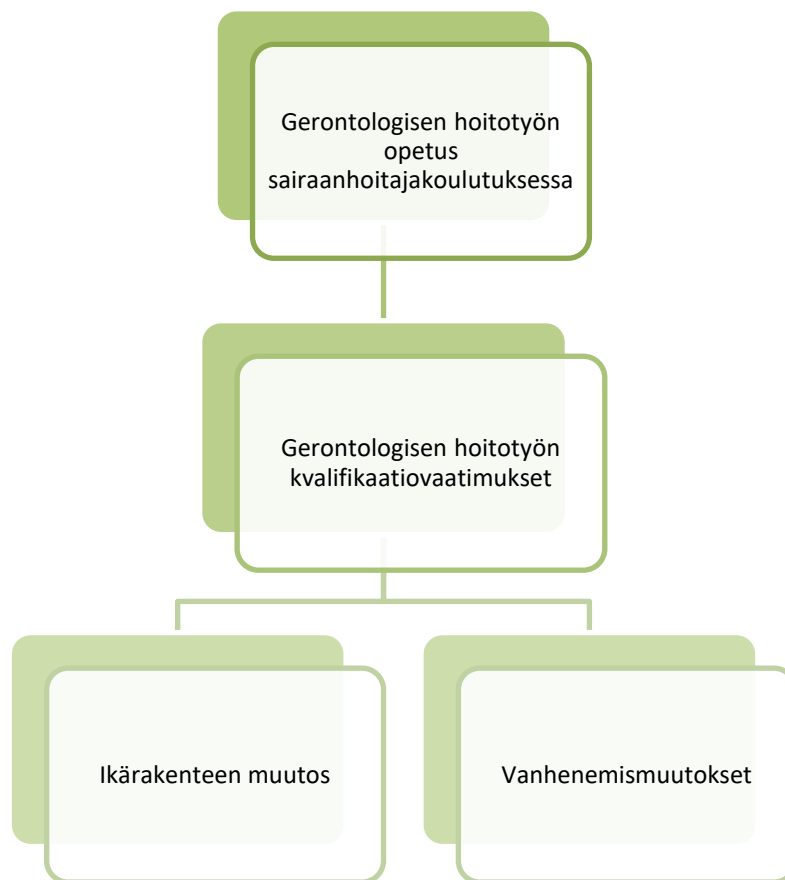 Gerontologisen hoitotyön
opetus
sairaanhoitajakoulutuksessa
Gerontologisen hoitotyön
kvalifikaatiovaatimukset
Ikärakenteen muutos
Vanhenemismuutokset